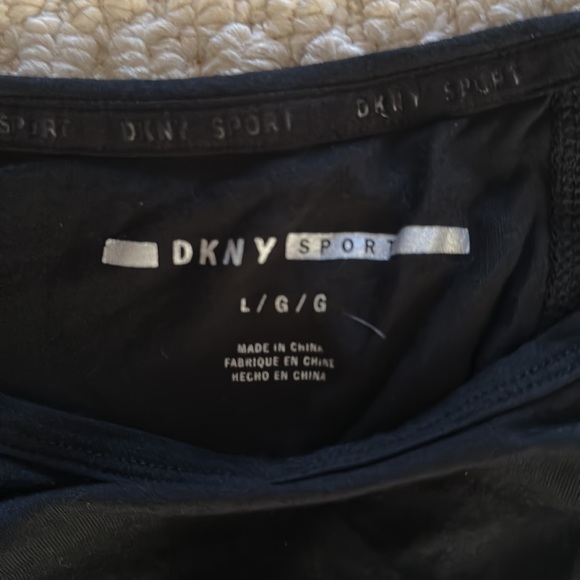 SPORT DKNY SPORT DKNY SPORT
DKNY SPORT
L/G/G
MADE IN CHINA
FABRIQUE EN CHINE
HECHO EN CHINA